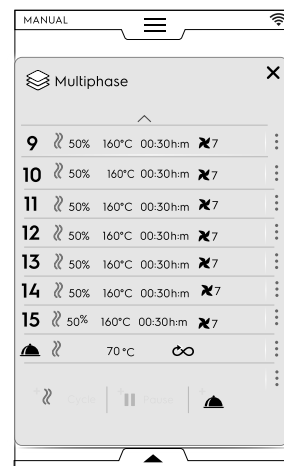 MANUAL
Multiphase
9 50% 160°C 00:30h:m 7
10 50% 160°C 00:30h:m 7
11 50% 160°C 00:30h:m 7
12 50% 160°C 00:30h:m 7
13 50% 160°C 00:30h:m 7
14 50% 160°C 00:30h:m 7
15 50% 160°C 00:30h:m 7
70°C
Cycle Pause